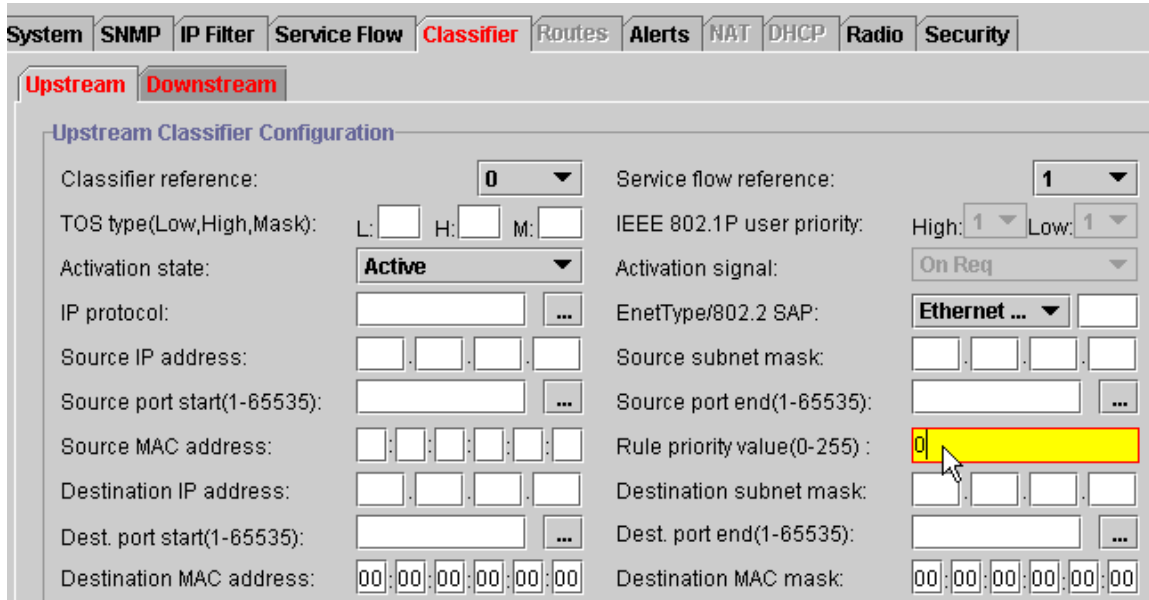 System SNMP IP Filter Service Flow Classifier Routes Alerts NAT DHCP Radio Security
Upstream Downstream
Upstream Classifier Configuration
Classifier reference: 0 Service flow reference: 1
TOS type(Low,High,Mask): L: H: M: IEEE 802.1P user priority: High: 1 Low: 1
Activation state: Active Activation signal: On Req
IP protocol: ... EnetType/802.2 SAP: Ethernet ...
Source IP address: . . . Source subnet mask: . . .
Source port start(1-65535): ... Source port end(1-65535): ...
Source MAC address: : : : : : Rule priority value(0-255) : 0
Destination IP address: . . . Destination subnet mask: . . .
Dest. port start(1-65535): ... Dest. port end(1-65535): ...
Destination MAC address: 00:00:00:00:00:00 Destination MAC mask: 00:00:00:00:00:00